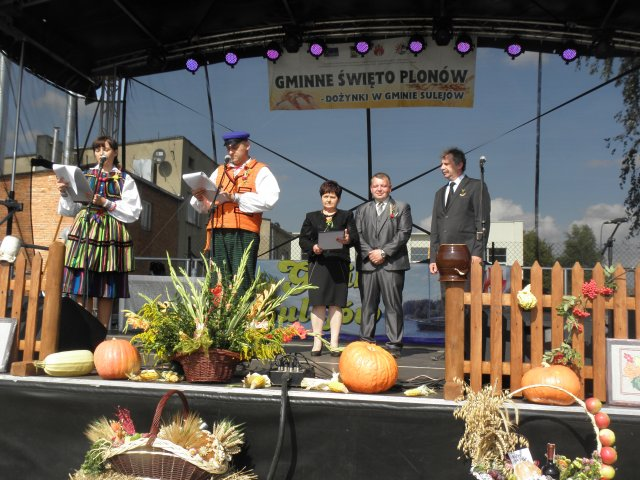 GMINNE ŚWIĘTO PLONÓW
- DOŻYNKI W GMINIE SULEJÓW